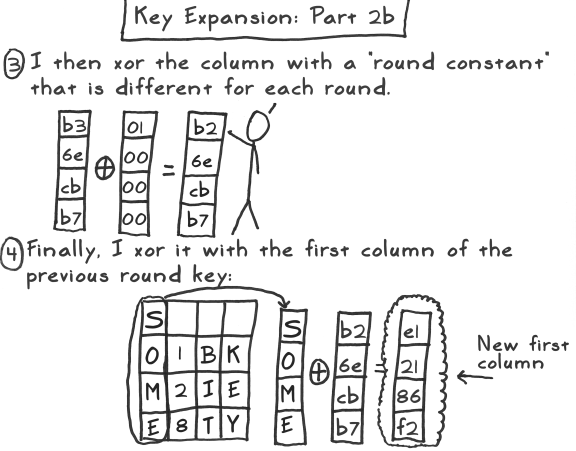 Key Expansion: Part 2b
③ I then xor the column with a "round constant"
that is different for each round.
b3 01 b2
6e ⊕ 00 = 6e
cb 00 cb
b7 00 b7
④ Finally, I xor it with the first column of the
previous round key:
S S b2 e1
O 1 B K O ⊕ 6e = 21
M 2 I E M cb 86
E 8 T Y E b7 f2
New first
column